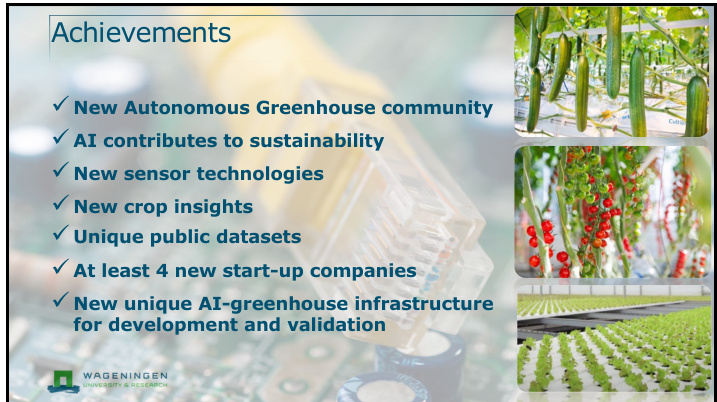 Achievements
✓ New Autonomous Greenhouse community
✓ AI contributes to sustainability
✓ New sensor technologies
✓ New crop insights
✓ Unique public datasets
✓ At least 4 new start-up companies
✓ New unique AI-greenhouse infrastructure
for development and validation
WAGENINGEN
UNIVERSITY & RESEARCH